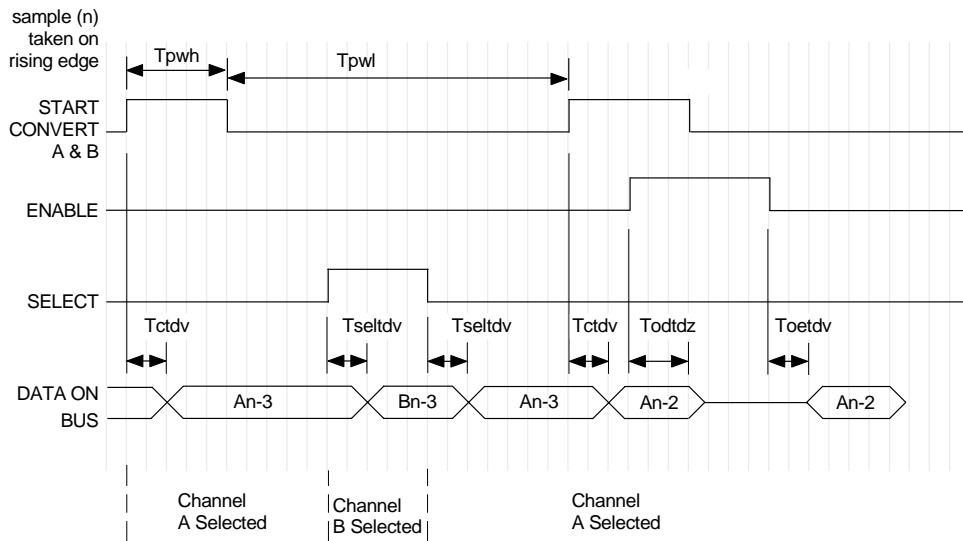 sample (n)
taken on
rising edge
Tpwh
Tpwl
START
CONVERT
A & B
ENABLE
SELECT
Tctdv
Tseltdv
Tseltdv
Tctdv
Todtdz
Toetdv
DATA ON
BUS
An-3
Bn-3
An-3
An-2
An-2
Channel
A Selected
Channel
B Selected
Channel
A Selected